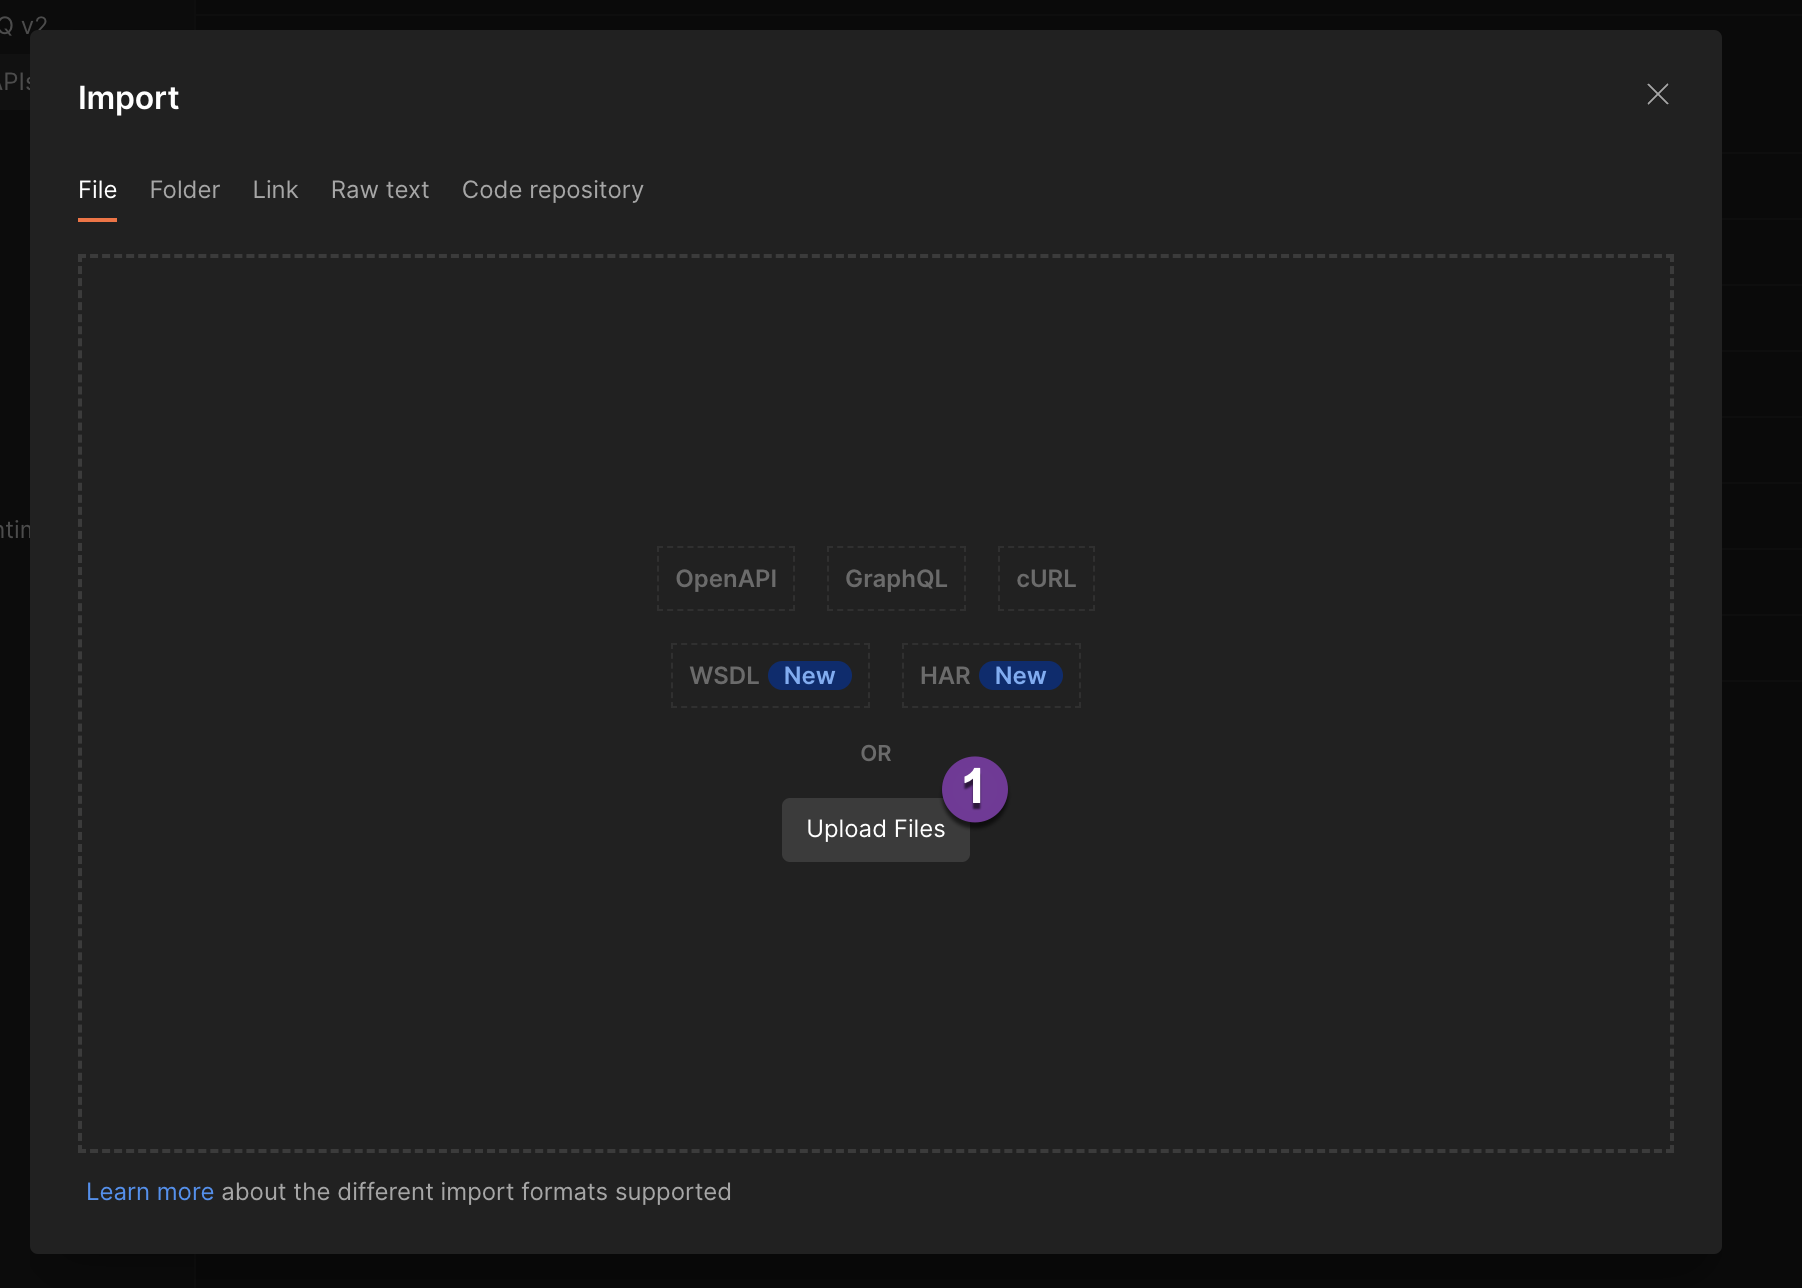 Q v2
APIs
Import
File Folder Link Raw text Code repository
OpenAPI GraphQL cURL
WSDL New HAR New
OR
1
Upload Files
Learn more about the different import formats supported